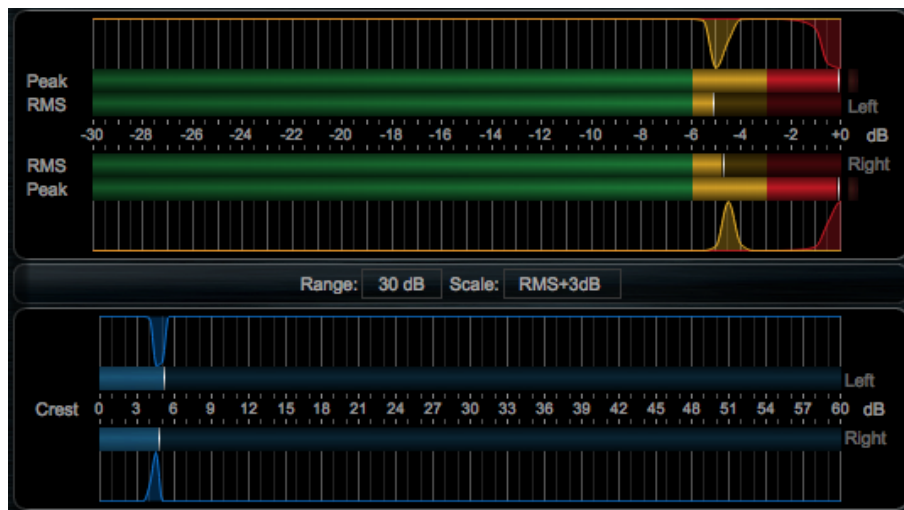 Peak
RMS Left
-30 -28 -26 -24 -22 -20 -18 -16 -14 -12 -10 -8 -6 -4 -2 +0 dB
RMS Right
Peak
Range: 30 dB Scale: RMS+3dB
Left
Crest 0 3 6 9 12 15 18 21 24 27 30 33 36 39 42 45 48 51 54 57 60 dB
Right